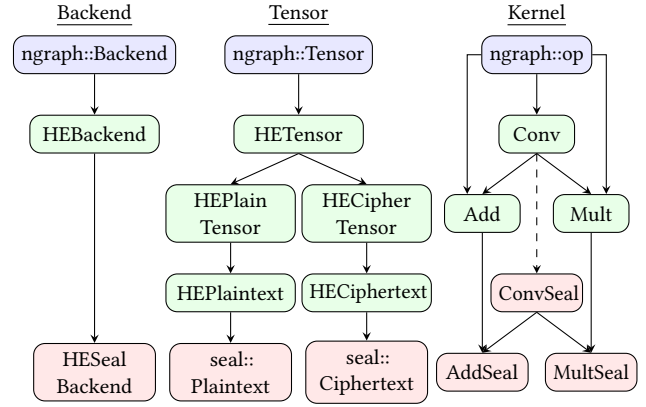 Backend
Tensor
Kernel
ngraph::Backend
ngraph::Tensor
ngraph::op
HEBackend
HETensor
Conv
HEPlain
Tensor
HECipher
Tensor
Add
Mult
HEPlaintext
HECiphertext
ConvSeal
HESeal
Backend
seal::
Plaintext
seal::
Ciphertext
AddSeal
MultSeal